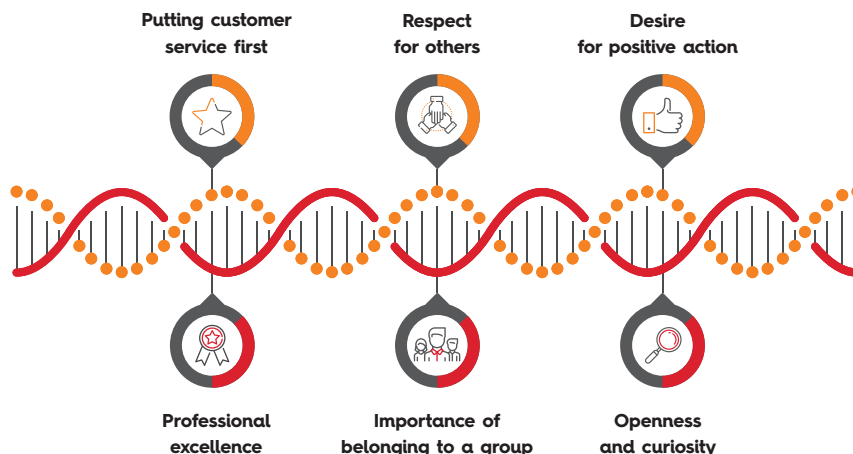 Putting customer
service first
Respect
for others
Desire
for positive action
Professional
excellence
Importance of
belonging to a group
Openness
and curiosity